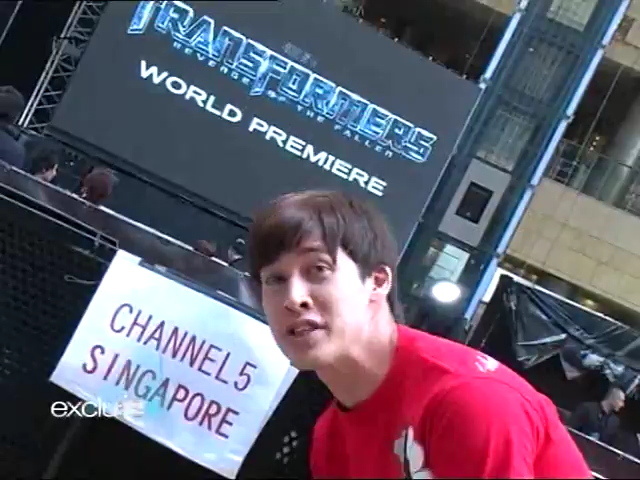 TRANSFORMERS
REVENGE OF THE FALLEN
WORLD PREMIERE
CHANNEL 5
SINGAPORE